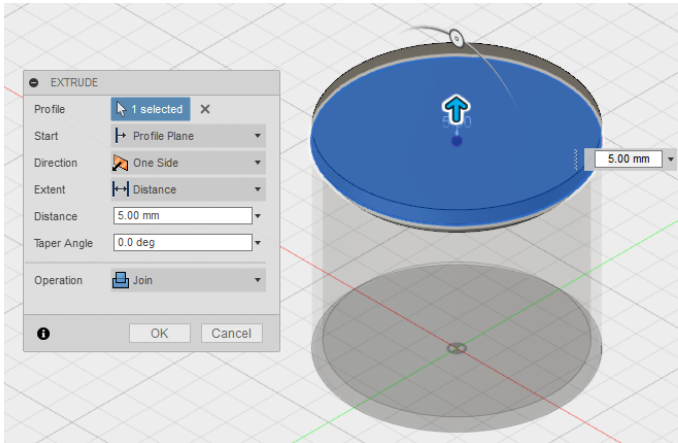 EXTRUDE
Profile 1 selected
Start Profile Plane
Direction One Side
Extent Distance
Distance 5.00 mm
Taper Angle 0.0 deg
Operation Join
OK Cancel
5.00 mm